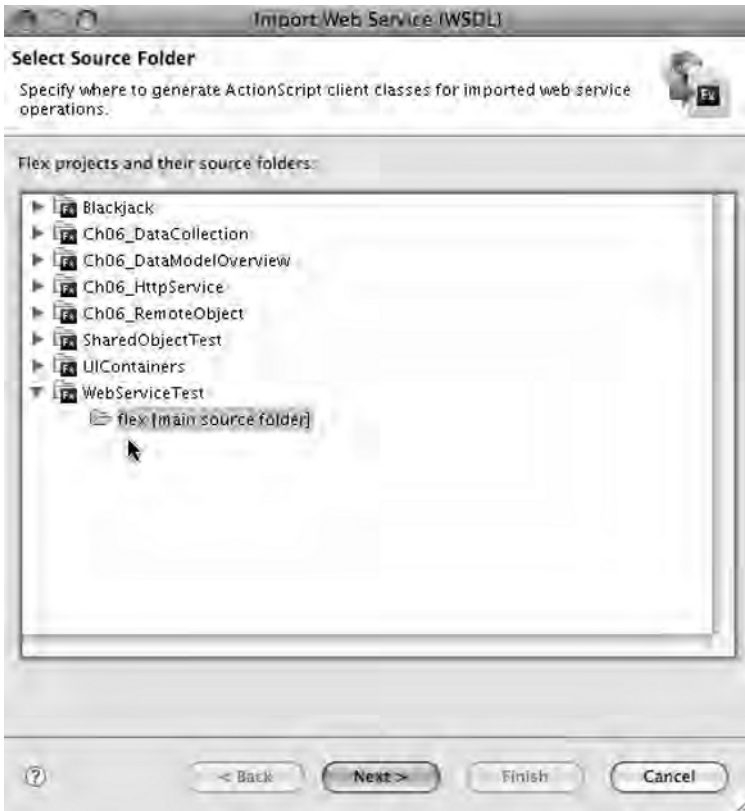 Import Web Service (WSDL)
Select Source Folder
Specify where to generate ActionScript client classes for imported web service
operations.
Fx
Flex projects and their source folders:
Blackjack
Ch06_DataCollection
Ch06_DataModelOverview
Ch06_HttpService
Ch06_RemoteObject
SharedObjectTest
UIContainers
WebServiceTest
flex [main source folder]
?
< Back
Next >
Finish
Cancel